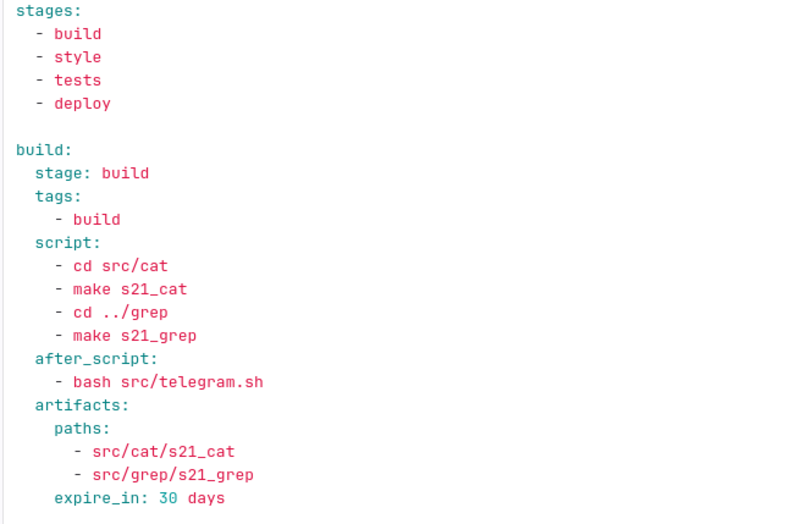 stages:
  - build
  - style
  - tests
  - deploy

build:
  stage: build
  tags:
    - build
  script:
    - cd src/cat
    - make s21_cat
    - cd ../grep
    - make s21_grep
  after_script:
    - bash src/telegram.sh
  artifacts:
    paths:
      - src/cat/s21_cat
      - src/grep/s21_grep
    expire_in: 30 days